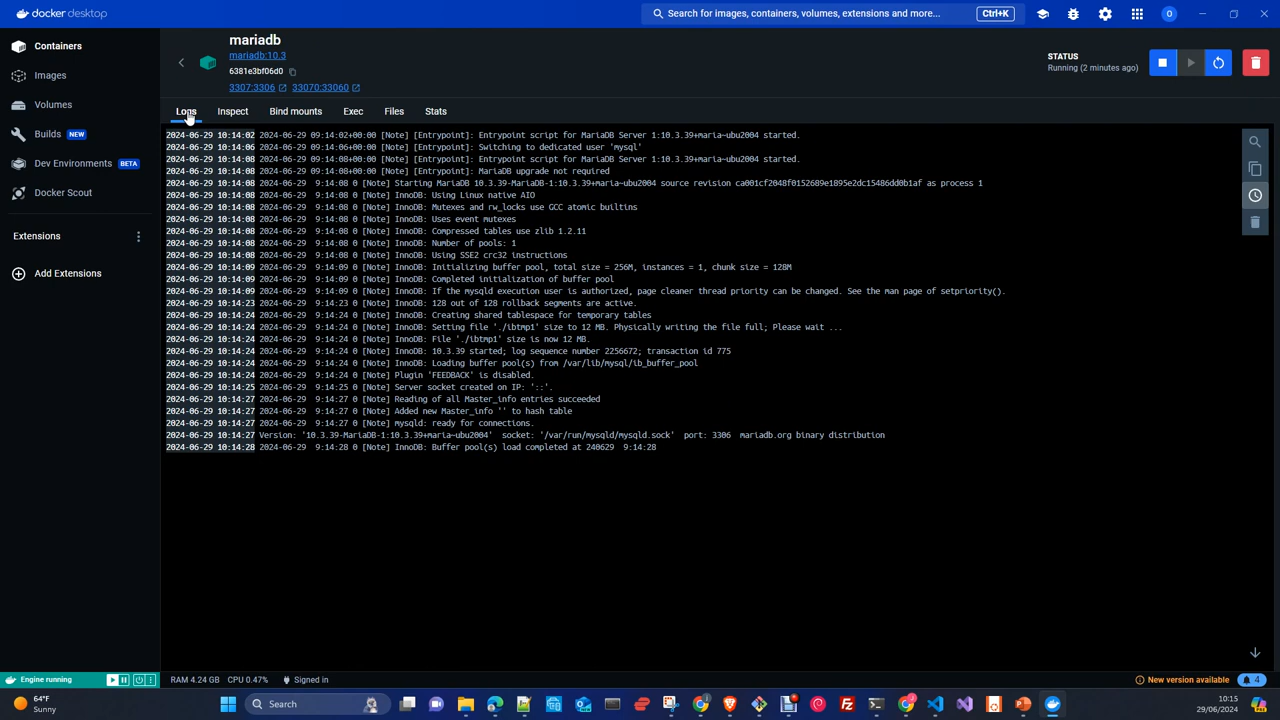 docker desktop
Search for images, containers, volumes, extensions and more...
Ctrl+K
Containers
Images
Volumes
Builds NEW
Dev Environments BETA
Docker Scout
Extensions
Add Extensions
mariadb
mariadb:10.3
6381e3bf06d0
3307:3306 33070:33060
STATUS
Running (2 minutes ago)
Logs Inspect Bind mounts Exec Files Stats
2024-06-29 10:14:02 2024-06-29 09:14:02+00:00 [Note] [Entrypoint]: Entrypoint script for MariaDB Server 1:10.3.39+maria~ubu2004 started.
2024-06-29 10:14:06 2024-06-29 09:14:06+00:00 [Note] [Entrypoint]: Switching to dedicated user 'mysql'
2024-06-29 10:14:08 2024-06-29 09:14:08+00:00 [Note] [Entrypoint]: Entrypoint script for MariaDB Server 1:10.3.39+maria~ubu2004 started.
2024-06-29 10:14:08 2024-06-29 09:14:08+00:00 [Note] [Entrypoint]: MariaDB upgrade not required
2024-06-29 10:14:08 2024-06-29 9:14:08 0 [Note] Starting MariaDB 10.3.39-MariaDB-1:10.3.39+maria~ubu2004 source revision ca001cf2048f0152689e1895e2dc15486dd0b1af as process 1
2024-06-29 10:14:08 2024-06-29 9:14:08 0 [Note] InnoDB: Using Linux native AIO
2024-06-29 10:14:08 2024-06-29 9:14:08 0 [Note] InnoDB: Mutexes and rw_locks use GCC atomic builtins
2024-06-29 10:14:08 2024-06-29 9:14:08 0 [Note] InnoDB: Uses event mutexes
2024-06-29 10:14:08 2024-06-29 9:14:08 0 [Note] InnoDB: Compressed tables use zlib 1.2.11
2024-06-29 10:14:08 2024-06-29 9:14:08 0 [Note] InnoDB: Number of pools: 1
2024-06-29 10:14:08 2024-06-29 9:14:08 0 [Note] InnoDB: Using SSE2 crc32 instructions
2024-06-29 10:14:09 2024-06-29 9:14:09 0 [Note] InnoDB: Initializing buffer pool, total size = 256M, instances = 1, chunk size = 128M
2024-06-29 10:14:09 2024-06-29 9:14:09 0 [Note] InnoDB: Completed initialization of buffer pool
2024-06-29 10:14:09 2024-06-29 9:14:09 0 [Note] InnoDB: If the mysqld execution user is authorized, page cleaner thread priority can be changed. See the man page of setpriority().
2024-06-29 10:14:23 2024-06-29 9:14:23 0 [Note] InnoDB: 128 out of 128 rollback segments are active.
2024-06-29 10:14:24 2024-06-29 9:14:24 0 [Note] InnoDB: Creating shared tablespace for temporary tables
2024-06-29 10:14:24 2024-06-29 9:14:24 0 [Note] InnoDB: Setting file './ibtmp1' size to 12 MB. Physically writing the file full; Please wait ...
2024-06-29 10:14:24 2024-06-29 9:14:24 0 [Note] InnoDB: File './ibtmp1' size is now 12 MB.
2024-06-29 10:14:24 2024-06-29 9:14:24 0 [Note] InnoDB: 10.3.39 started; log sequence number 2256672; transaction id 775
2024-06-29 10:14:24 2024-06-29 9:14:24 0 [Note] InnoDB: Loading buffer pool(s) from /var/lib/mysql/ib_buffer_pool
2024-06-29 10:14:24 2024-06-29 9:14:24 0 [Note] Plugin 'FEEDBACK' is disabled.
2024-06-29 10:14:25 2024-06-29 9:14:25 0 [Note] Server socket created on IP: '::'.
2024-06-29 10:14:27 2024-06-29 9:14:27 0 [Note] Reading of all Master_info entries succeeded
2024-06-29 10:14:27 2024-06-29 9:14:27 0 [Note] Added new Master_info '' to hash table
2024-06-29 10:14:27 2024-06-29 9:14:27 0 [Note] mysqld: ready for connections.
2024-06-29 10:14:27 Version: '10.3.39-MariaDB-1:10.3.39+maria~ubu2004' socket: '/var/run/mysqld/mysqld.sock' port: 3306 mariadb.org binary distribution
2024-06-29 10:14:28 2024-06-29 9:14:28 0 [Note] InnoDB: Buffer pool(s) load completed at 240629 9:14:28
Engine running
RAM 4.24 GB CPU 0.47% Signed in
New version available 4
64°F
Sunny
Search
10:15
29/06/2024